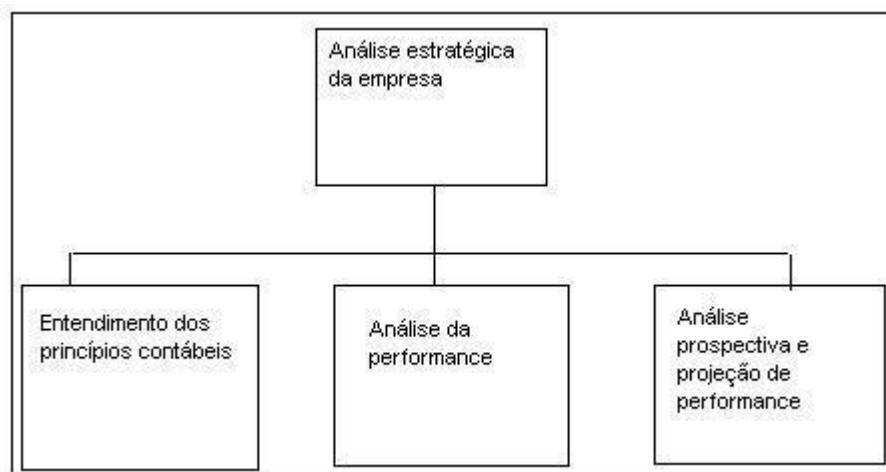 Análise estratégica
da empresa
Entendimento dos
princípios contábeis
Análise da
performance
Análise
prospectiva e
projeção de
performance